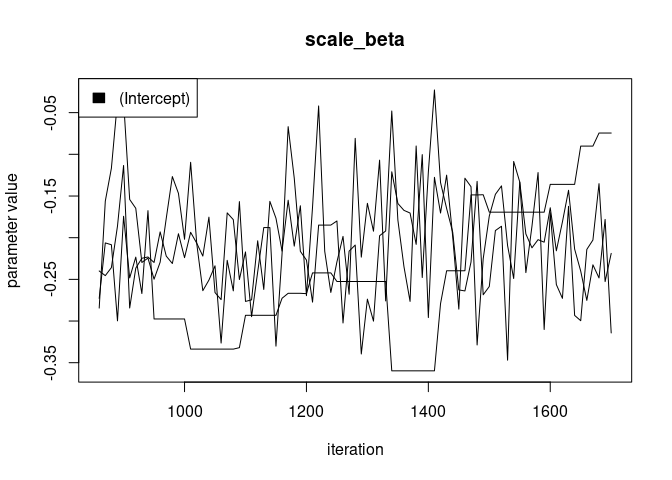 scale_beta
(Intercept)
-0.05
-0.15
-0.25
-0.35
parameter value
1000 1200 1400 1600
iteration